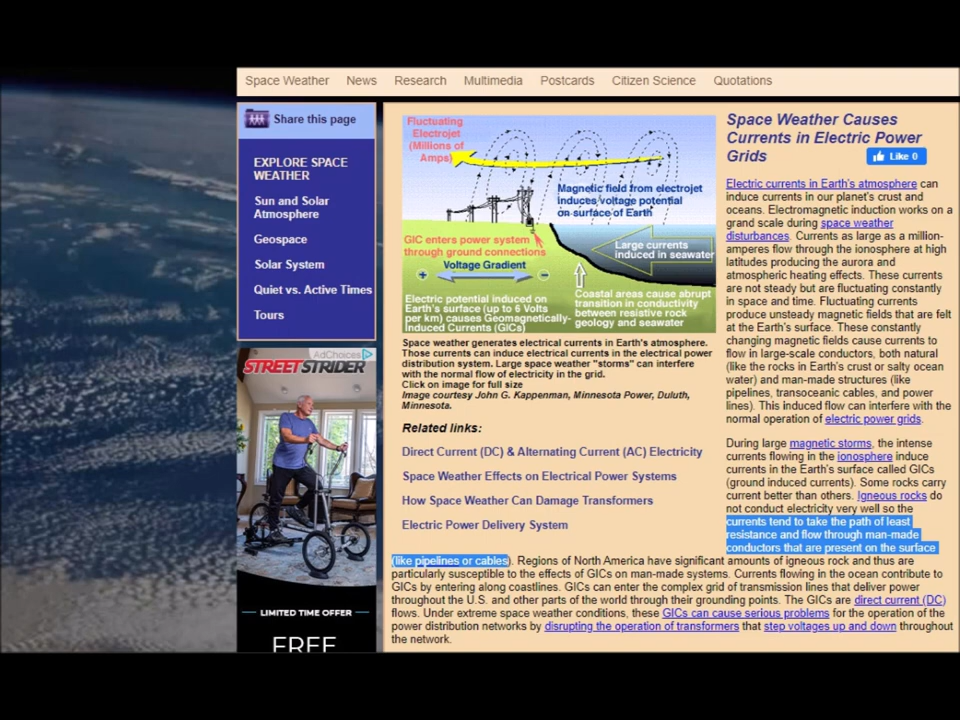 Space Weather News Research Multimedia Postcards Citizen Science Quotations
Share this page
EXPLORE SPACE
WEATHER
Sun and Solar
Atmosphere
Geospace
Solar System
Quiet vs. Active Times
Tours
AdChoices
STREETSTRIDER
LIMITED TIME OFFER
FREE
Fluctuating
Electrojet
(Millions of
Amps)
Magnetic field from electrojet
induces voltage potential
on surface of Earth
GIC enters power system
through ground connections
Large currents
induced in seawater
+ Voltage Gradient −
Electric potential induced on
Earth's surface (up to 6 Volts
per km) causes Geomagnetically-
Induced Currents (GICs)
Coastal areas cause abrupt
transition in conductivity
between resistive rock
geology and seawater
Space weather generates electrical currents in Earth's atmosphere.
Those currents can induce electrical currents in the electrical power
distribution system. Large space weather "storms" can interfere
with the normal flow of electricity in the grid.
Click on image for full size
Image courtesy John G. Kappenman, Minnesota Power, Duluth,
Minnesota.
Related links:
Direct Current (DC) & Alternating Current (AC) Electricity
Space Weather Effects on Electrical Power Systems
How Space Weather Can Damage Transformers
Electric Power Delivery System
Space Weather Causes
Currents in Electric Power
Grids
Like 0
Electric currents in Earth's atmosphere can
induce currents in our planet's crust and
oceans. Electromagnetic induction works on a
grand scale during space weather
disturbances. Currents as large as a million-
amperes flow through the ionosphere at high
latitudes producing the aurora and
atmospheric heating effects. These currents
are not steady but are fluctuating constantly
in space and time. Fluctuating currents
produce unsteady magnetic fields that are felt
at the Earth's surface. These constantly
changing magnetic fields cause currents to
flow in large-scale conductors, both natural
(like the rocks in Earth's crust or salty ocean
water) and man-made structures (like
pipelines, transoceanic cables, and power
lines). This induced flow can interfere with the
normal operation of electric power grids.
During large magnetic storms, the intense
currents flowing in the ionosphere induce
currents in the Earth's surface called GICs
(ground induced currents). Some rocks carry
current better than others. Igneous rocks do
not conduct electricity very well so the
currents tend to take the path of least
resistance and flow through man-made
conductors that are present on the surface
(like pipelines or cables). Regions of North America have significant amounts of igneous rock and thus are
particularly susceptible to the effects of GICs on man-made systems. Currents flowing in the ocean contribute to
GICs by entering along coastlines. GICs can enter the complex grid of transmission lines that deliver power
throughout the U.S. and other parts of the world through their grounding points. The GICs are direct current (DC)
flows. Under extreme space weather conditions, these GICs can cause serious problems for the operation of the
power distribution networks by disrupting the operation of transformers that step voltages up and down throughout
the network.